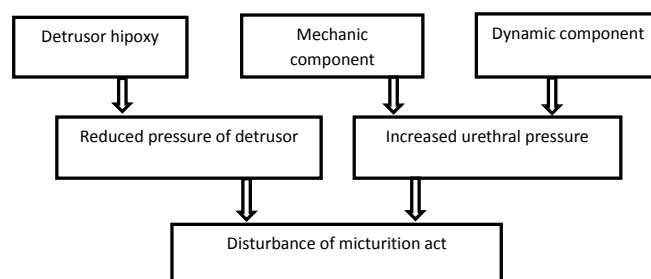 Detrusor hipoxy
Mechanic
component
Dynamic component
Reduced pressure of detrusor
Increased urethral pressure
Disturbance of micturition act